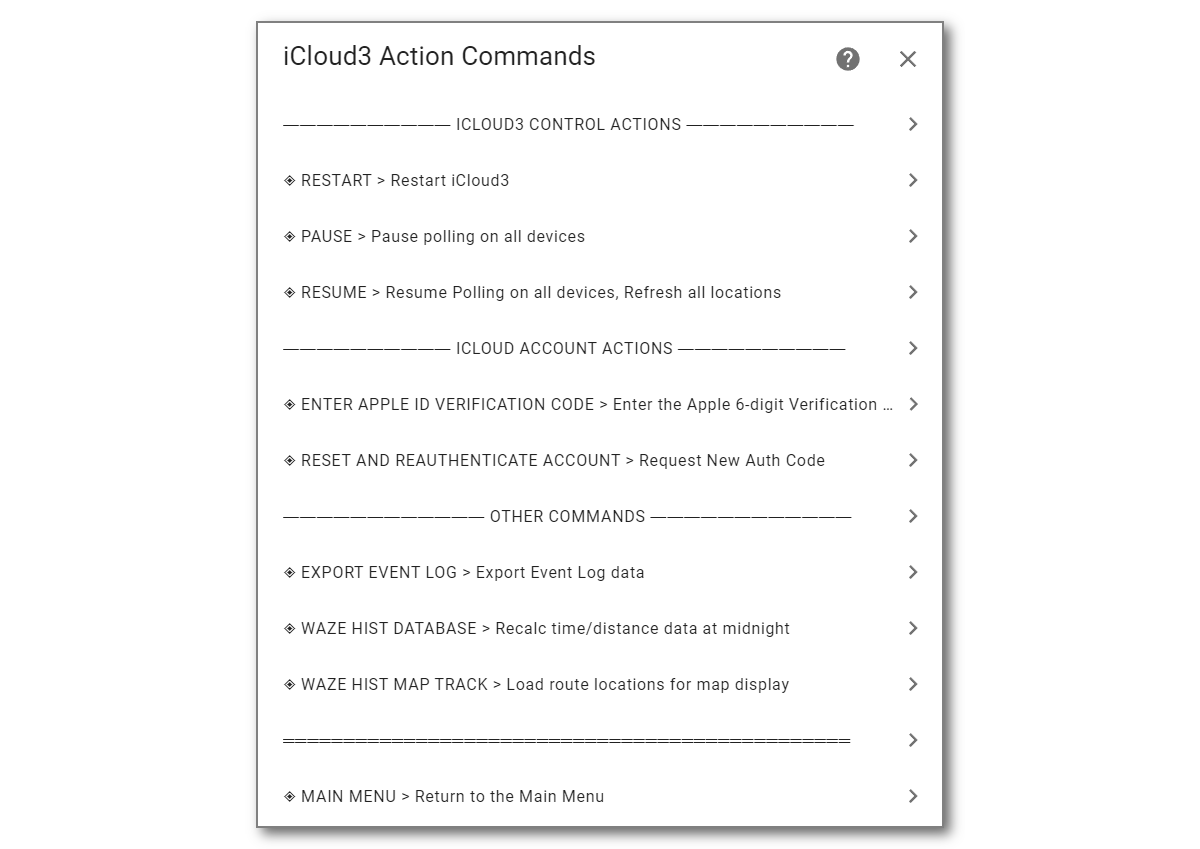 iCloud3 Action Commands
—————————— ICLOUD3 CONTROL ACTIONS ——————————
◈ RESTART > Restart iCloud3
◈ PAUSE > Pause polling on all devices
◈ RESUME > Resume Polling on all devices, Refresh all locations
—————————— ICLOUD ACCOUNT ACTIONS ——————————
◈ ENTER APPLE ID VERIFICATION CODE > Enter the Apple 6-digit Verification ...
◈ RESET AND REAUTHENTICATE ACCOUNT > Request New Auth Code
———————————— OTHER COMMANDS ————————————
◈ EXPORT EVENT LOG > Export Event Log data
◈ WAZE HIST DATABASE > Recalc time/distance data at midnight
◈ WAZE HIST MAP TRACK > Load route locations for map display
═══════════════════════════════════════════════
◈ MAIN MENU > Return to the Main Menu